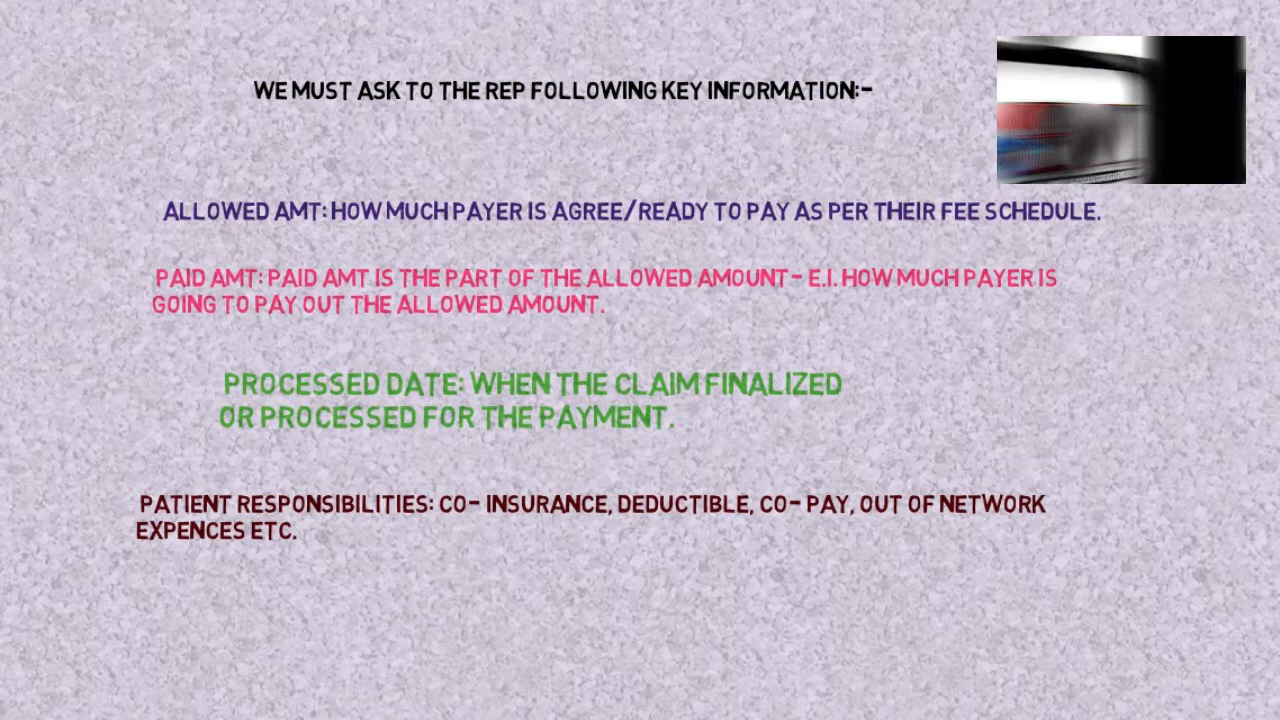 WE MUST ASK TO THE REP FOLLOWING KEY INFORMATION:-
ALLOWED AMT: HOW MUCH PAYER IS AGREE/READY TO PAY AS PER THEIR FEE SCHEDULE.
PAID AMT: PAID AMT IS THE PART OF THE ALLOWED AMOUNT- E.I. HOW MUCH PAYER IS
GOING TO PAY OUT THE ALLOWED AMOUNT.
PROCESSED DATE: WHEN THE CLAIM FINALIZED
OR PROCESSED FOR THE PAYMENT.
PATIENT RESPONSIBILITIES: CO- INSURANCE, DEDUCTIBLE, CO- PAY, OUT OF NETWORK
EXPENCES ETC.